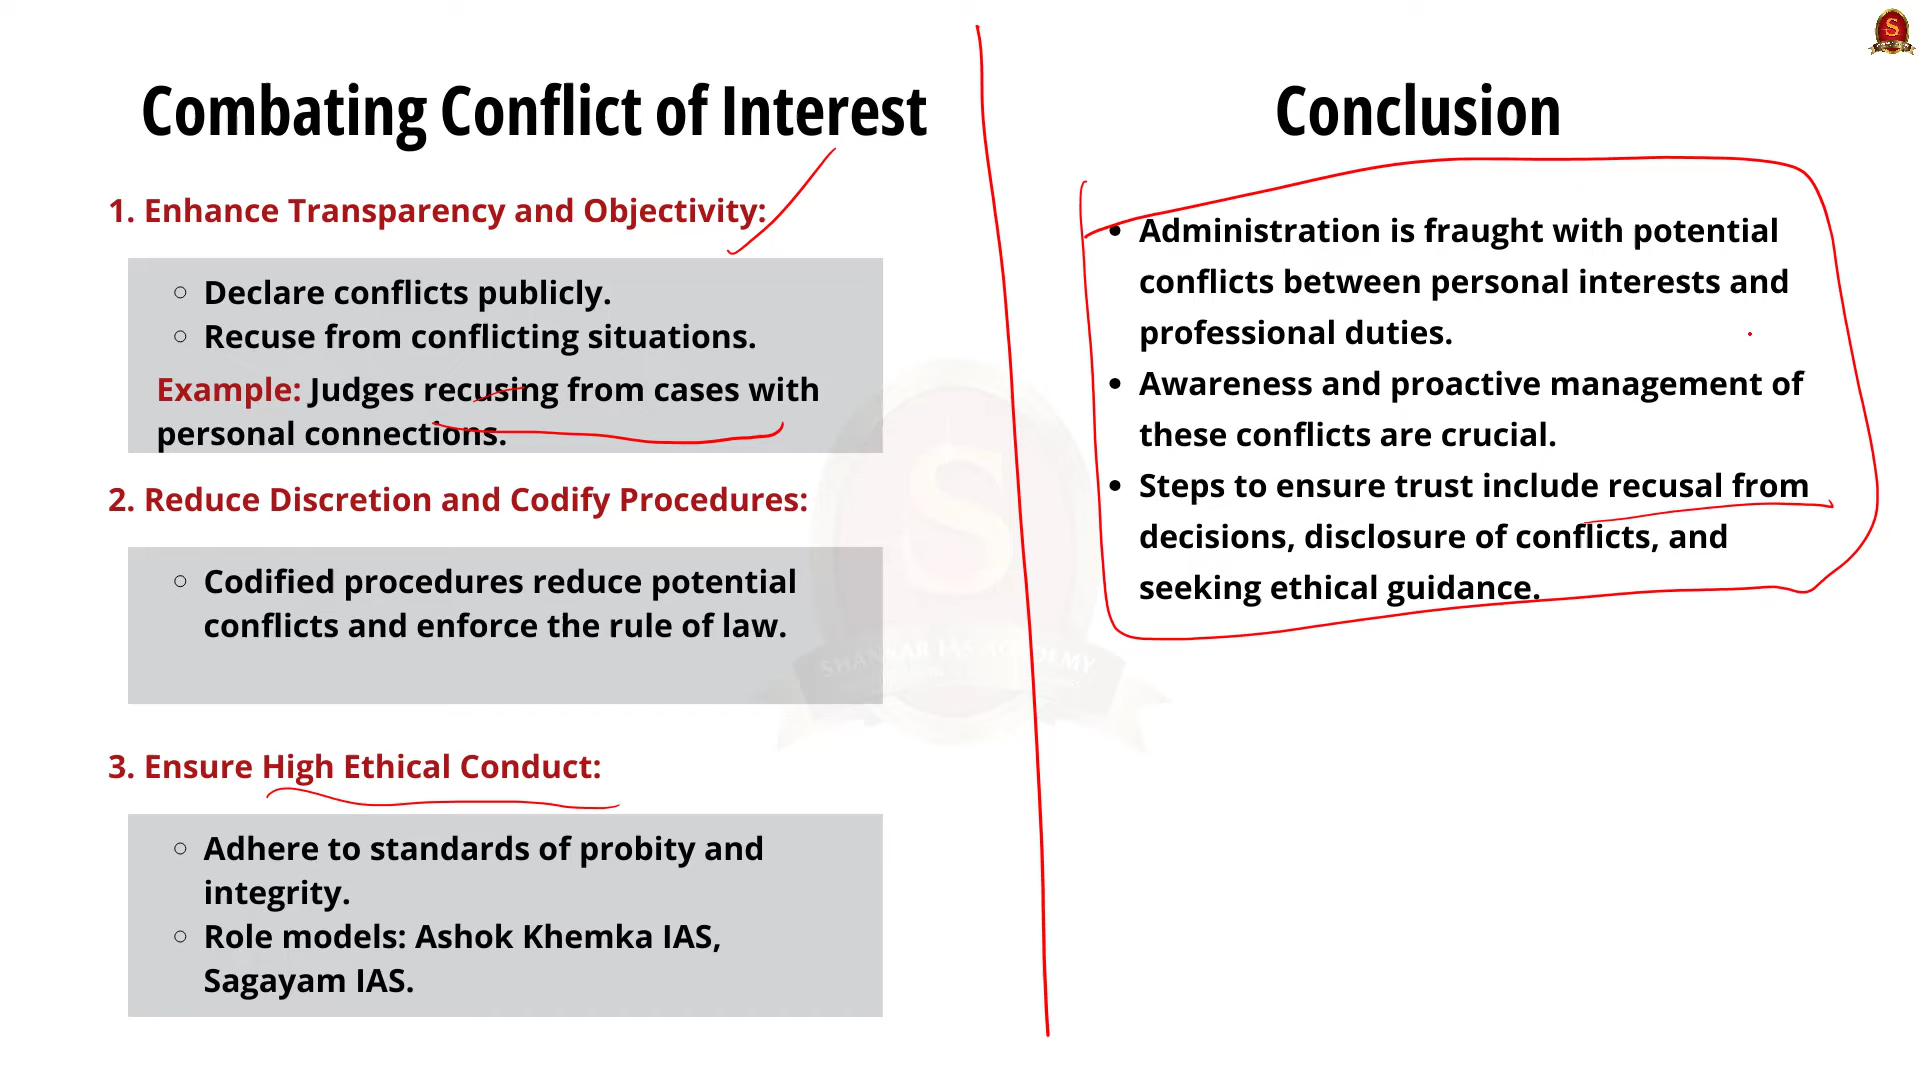 Combating Conflict of Interest
1. Enhance Transparency and Objectivity:
Declare conflicts publicly.
Recuse from conflicting situations.
Example: Judges recusing from cases with
personal connections.
2. Reduce Discretion and Codify Procedures:
Codified procedures reduce potential
conflicts and enforce the rule of law.
3. Ensure High Ethical Conduct:
Adhere to standards of probity and
integrity.
Role models: Ashok Khemka IAS,
Sagayam IAS.
Conclusion
Administration is fraught with potential
conflicts between personal interests and
professional duties.
Awareness and proactive management of
these conflicts are crucial.
Steps to ensure trust include recusal from
decisions, disclosure of conflicts, and
seeking ethical guidance.
S
S
SHANKAR IAS ACADEMY